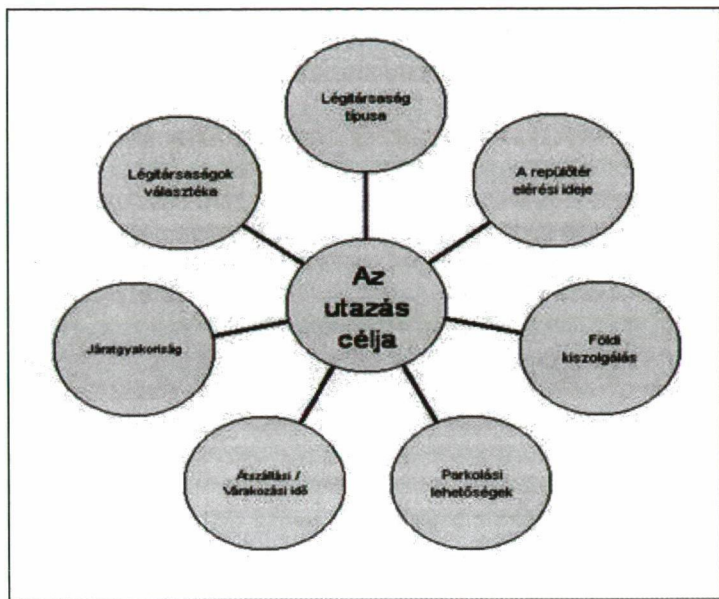 Légitársaság
típusa
Légitársaságok
választéka
A repülőtér
elérési ideje
Az
utazás
célja
Járatgyakoriság
Földi
kiszolgálás
Átszállási /
Várakozási idő
Parkolási
lehetőségek